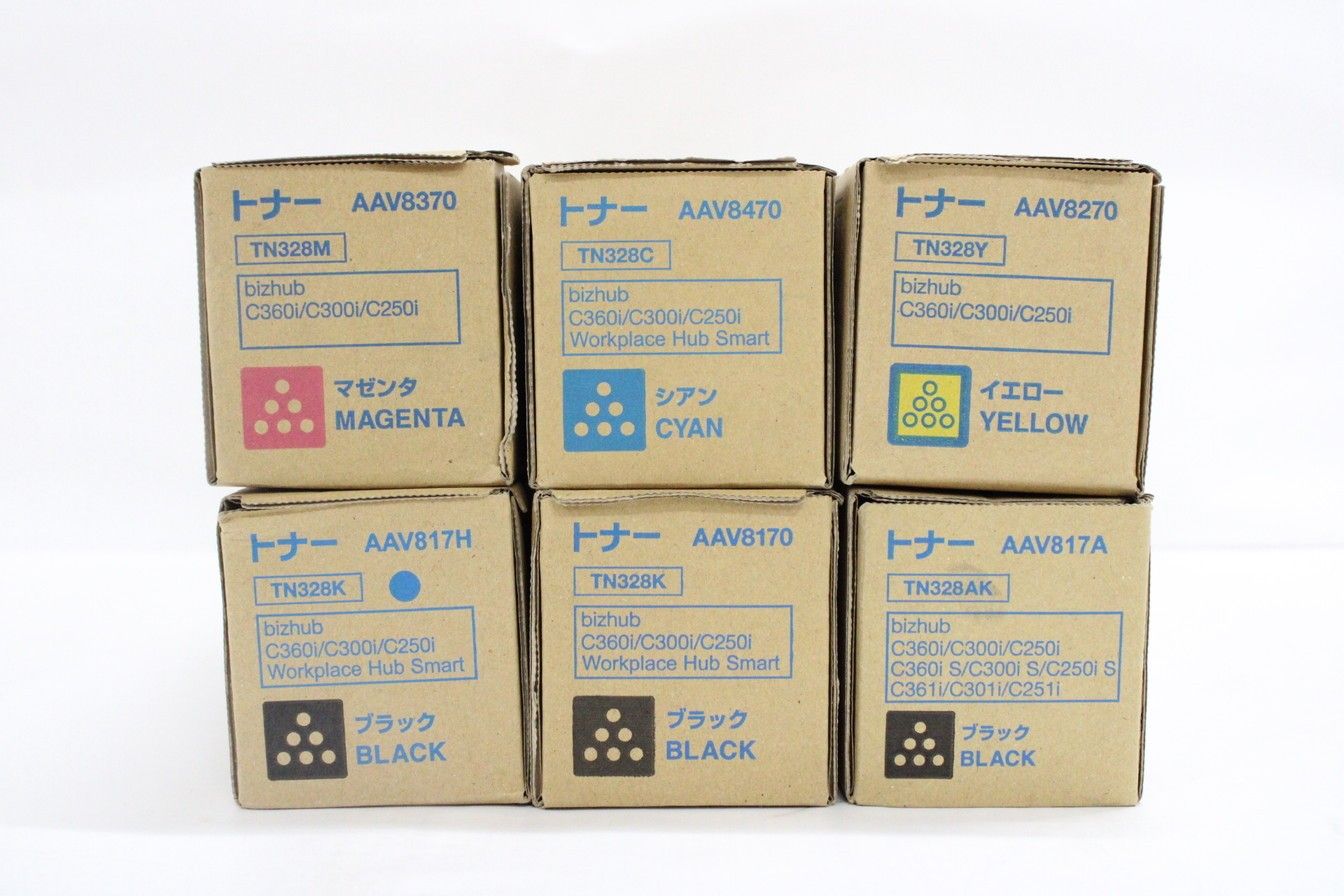 トナー AAV8370
TN328M
bizhub
C360i/C300i/C250i
マゼンタ
MAGENTA
トナー AAV8470
TN328C
bizhub
C360i/C300i/C250i
Workplace Hub Smart
シアン
CYAN
トナー AAV8270
TN328Y
bizhub
C360i/C300i/C250i
イエロー
YELLOW
トナー AAV817H
TN328K
bizhub
C360i/C300i/C250i
Workplace Hub Smart
ブラック
BLACK
トナー AAV8170
TN328K
bizhub
C360i/C300i/C250i
Workplace Hub Smart
ブラック
BLACK
トナー AAV817A
TN328AK
bizhub
C360i/C300i/C250i
C360i S/C300i S/C250i S
C361i/C301i/C251i
ブラック
BLACK